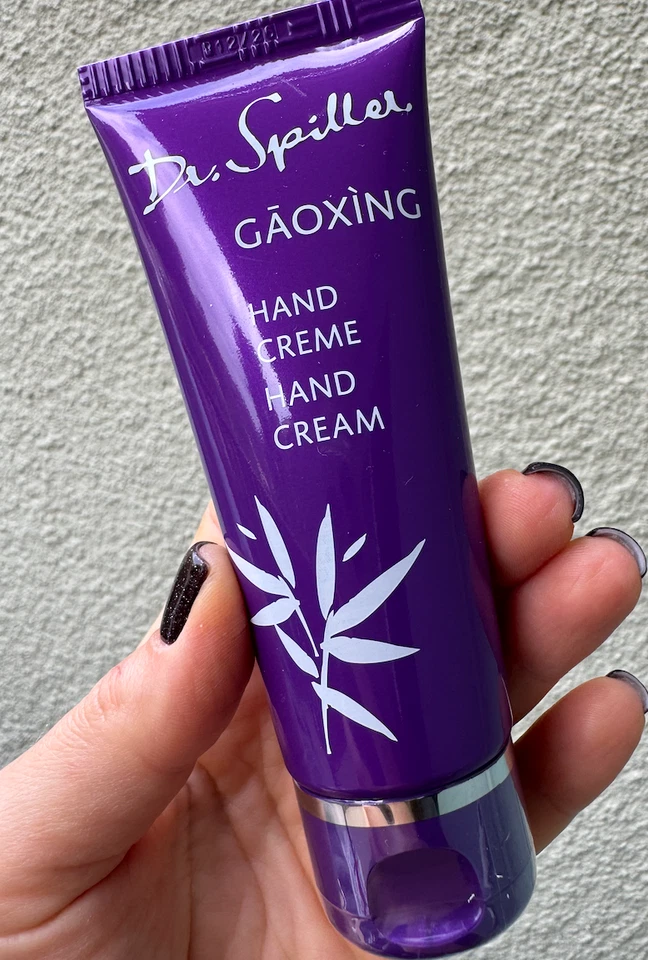 Dr. Spiller
GĀOXÌNG
HAND
CREME
HAND
CREAM